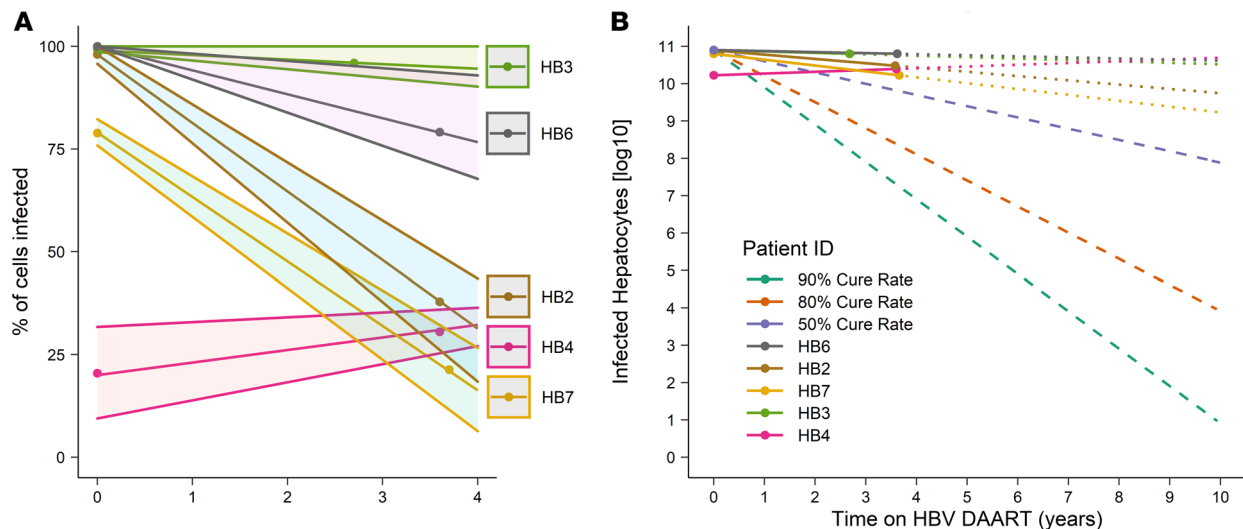 A
% of cells infected
100
75
50
25
0
0 1 2 3 4
HB3
HB6
HB2
HB4
HB7
B
Infected Hepatocytes [log10]
11
10
9
8
7
6
5
4
3
2
1
0
Patient ID
90% Cure Rate
80% Cure Rate
50% Cure Rate
HB6
HB2
HB7
HB3
HB4
0 1 2 3 4 5 6 7 8 9 10
Time on HBV DAART (years)